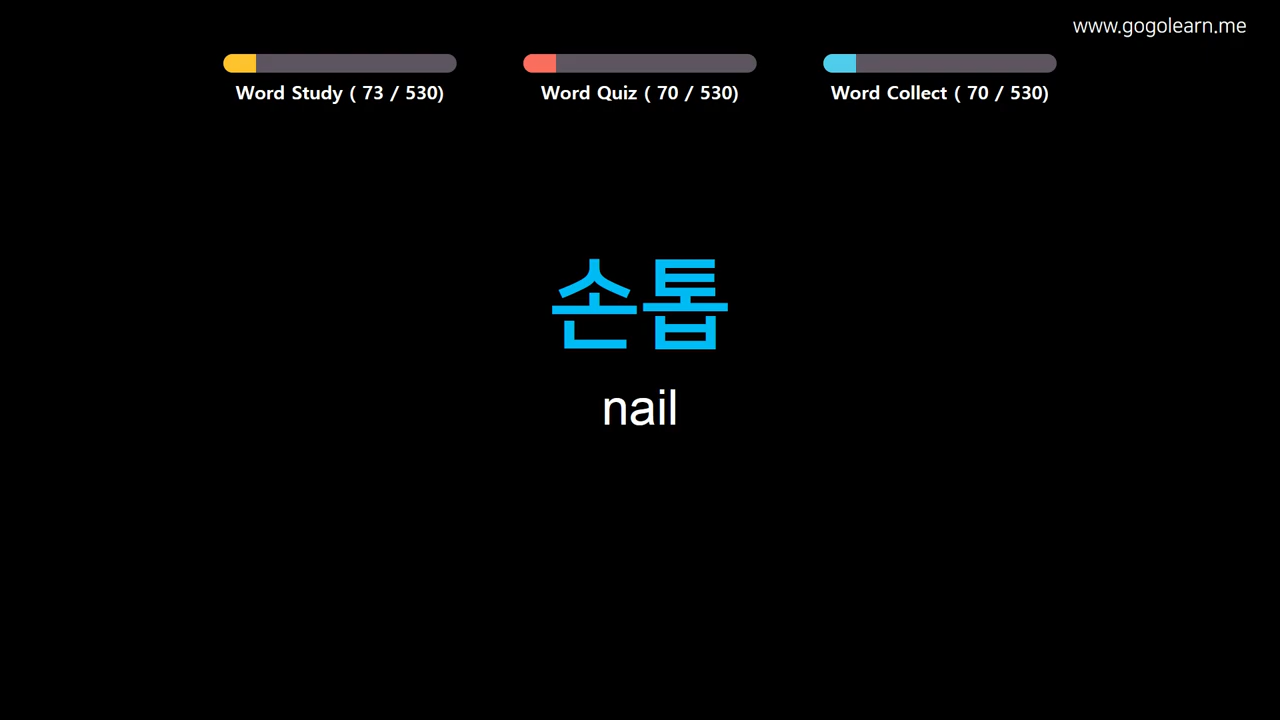 www.gogolearn.me
Word Study ( 73 / 530)
Word Quiz ( 70 / 530)
Word Collect ( 70 / 530)
손톱
nail